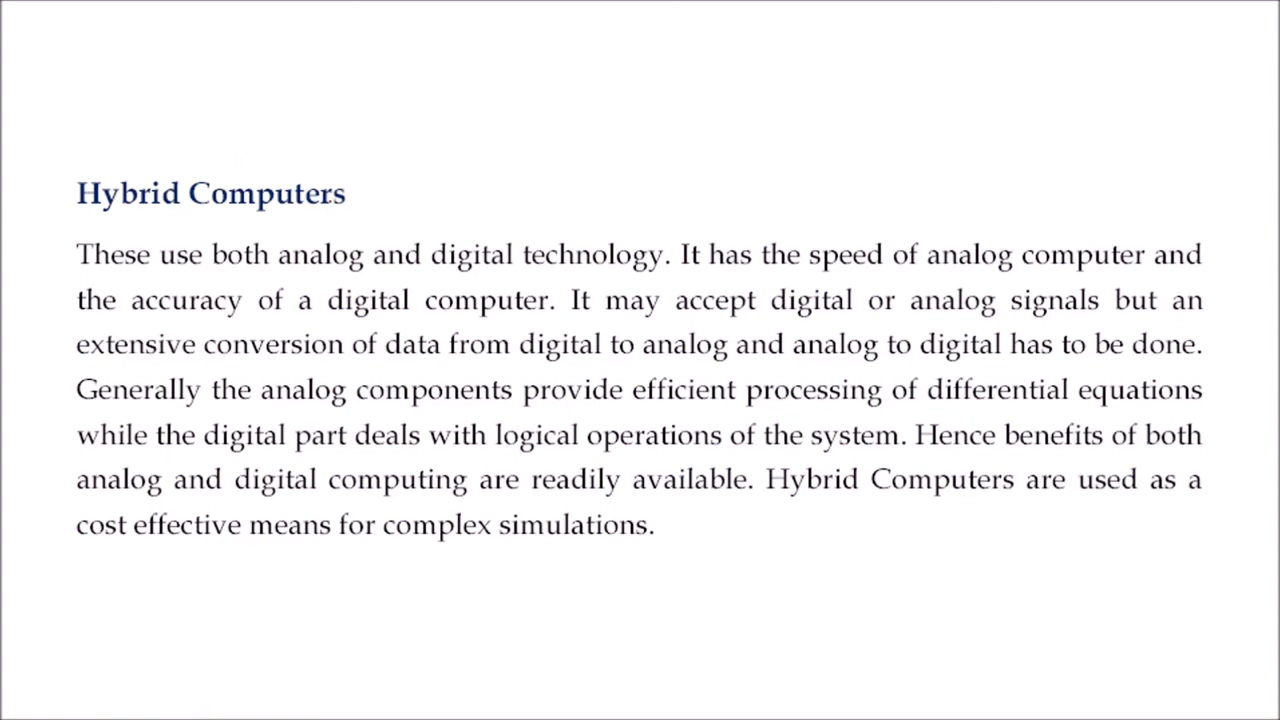 Hybrid Computers
These use both analog and digital technology. It has the speed of analog computer and
the accuracy of a digital computer. It may accept digital or analog signals but an
extensive conversion of data from digital to analog and analog to digital has to be done.
Generally the analog components provide efficient processing of differential equations
while the digital part deals with logical operations of the system. Hence benefits of both
analog and digital computing are readily available. Hybrid Computers are used as a
cost effective means for complex simulations.